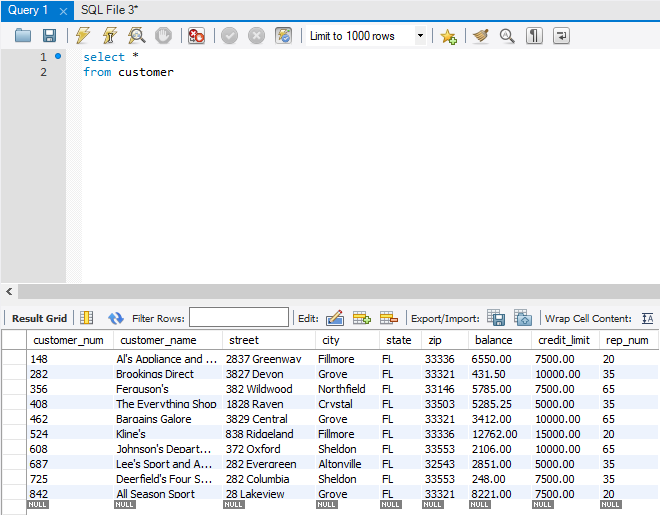 Query 1 SQL File 3*
Limit to 1000 rows
1 select *
2 from customer
Result Grid Filter Rows: Edit: Export/Import: Wrap Cell Content:
customer_num customer_name street city state zip balance credit_limit rep_num
148 Al's Appliance and ... 2837 Greenway Fillmore FL 33336 6550.00 7500.00 20
282 Brookings Direct 3827 Devon Grove FL 33321 431.50 10000.00 35
356 Ferguson's 382 Wildwood Northfield FL 33146 5785.00 7500.00 65
408 The Everything Shop 1828 Raven Crystal FL 33503 5285.25 5000.00 35
462 Bargains Galore 3829 Central Grove FL 33321 3412.00 10000.00 65
524 Kline's 838 Ridgeland Fillmore FL 33336 12762.00 15000.00 20
608 Johnson's Depart... 372 Oxford Sheldon FL 33553 2106.00 10000.00 65
687 Lee's Sport and A... 282 Evergreen Altonville FL 32543 2851.00 5000.00 35
725 Deerfield's Four S... 282 Columbia Sheldon FL 33553 248.00 7500.00 35
842 All Season Sport 28 Lakeview Grove FL 33321 8221.00 7500.00 20
NULL NULL NULL NULL NULL NULL NULL NULL NULL